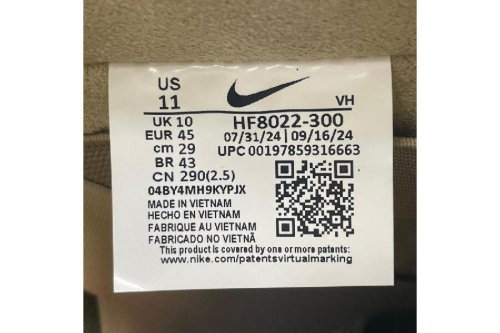 US
11
VH
UK 10
HF8022-300
EUR 45
07/31/24 | 09/16/24
cm 29
UPC 00197859316663
BR 43
CN 290(2.5)
04BY4MH9KYPJX
MADE IN VIETNAM
HECHO EN VIETNAM
FABRIQUE AU VIETNAM
FABRICADO NO VIETNÃ
This product is covered by one or more patents:
www.nike.com/patentsvirtualmarking